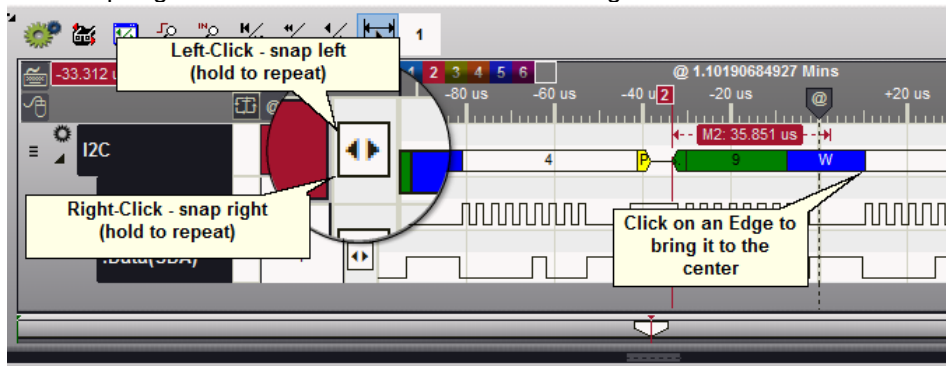 IN
1
Left-Click - snap left
(hold to repeat)
-33.312 u
1 2 3 4 5 6
@ 1.10190684927 Mins
-80 us
-60 us
-40 u
2
-20 us
@
+20 us
M2: 35.851 us
I2C
4
P
9
W
Right-Click - snap right
(hold to repeat)
Click on an Edge to
bring it to the
center
.Data(SDA)